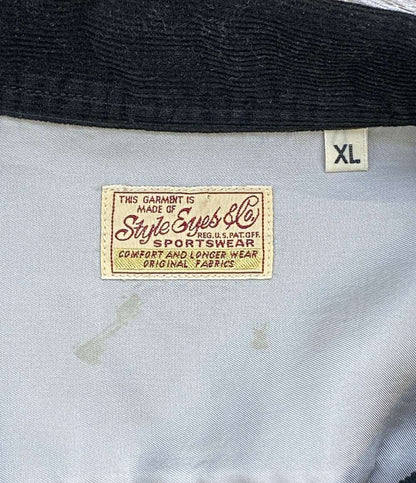 XL
THIS GARMENT IS
MADE OF
Style Eyes & Co.
REG. U.S. PAT. OFF.
SPORTSWEAR
COMFORT AND LONGER WEAR
ORIGINAL FABRICS